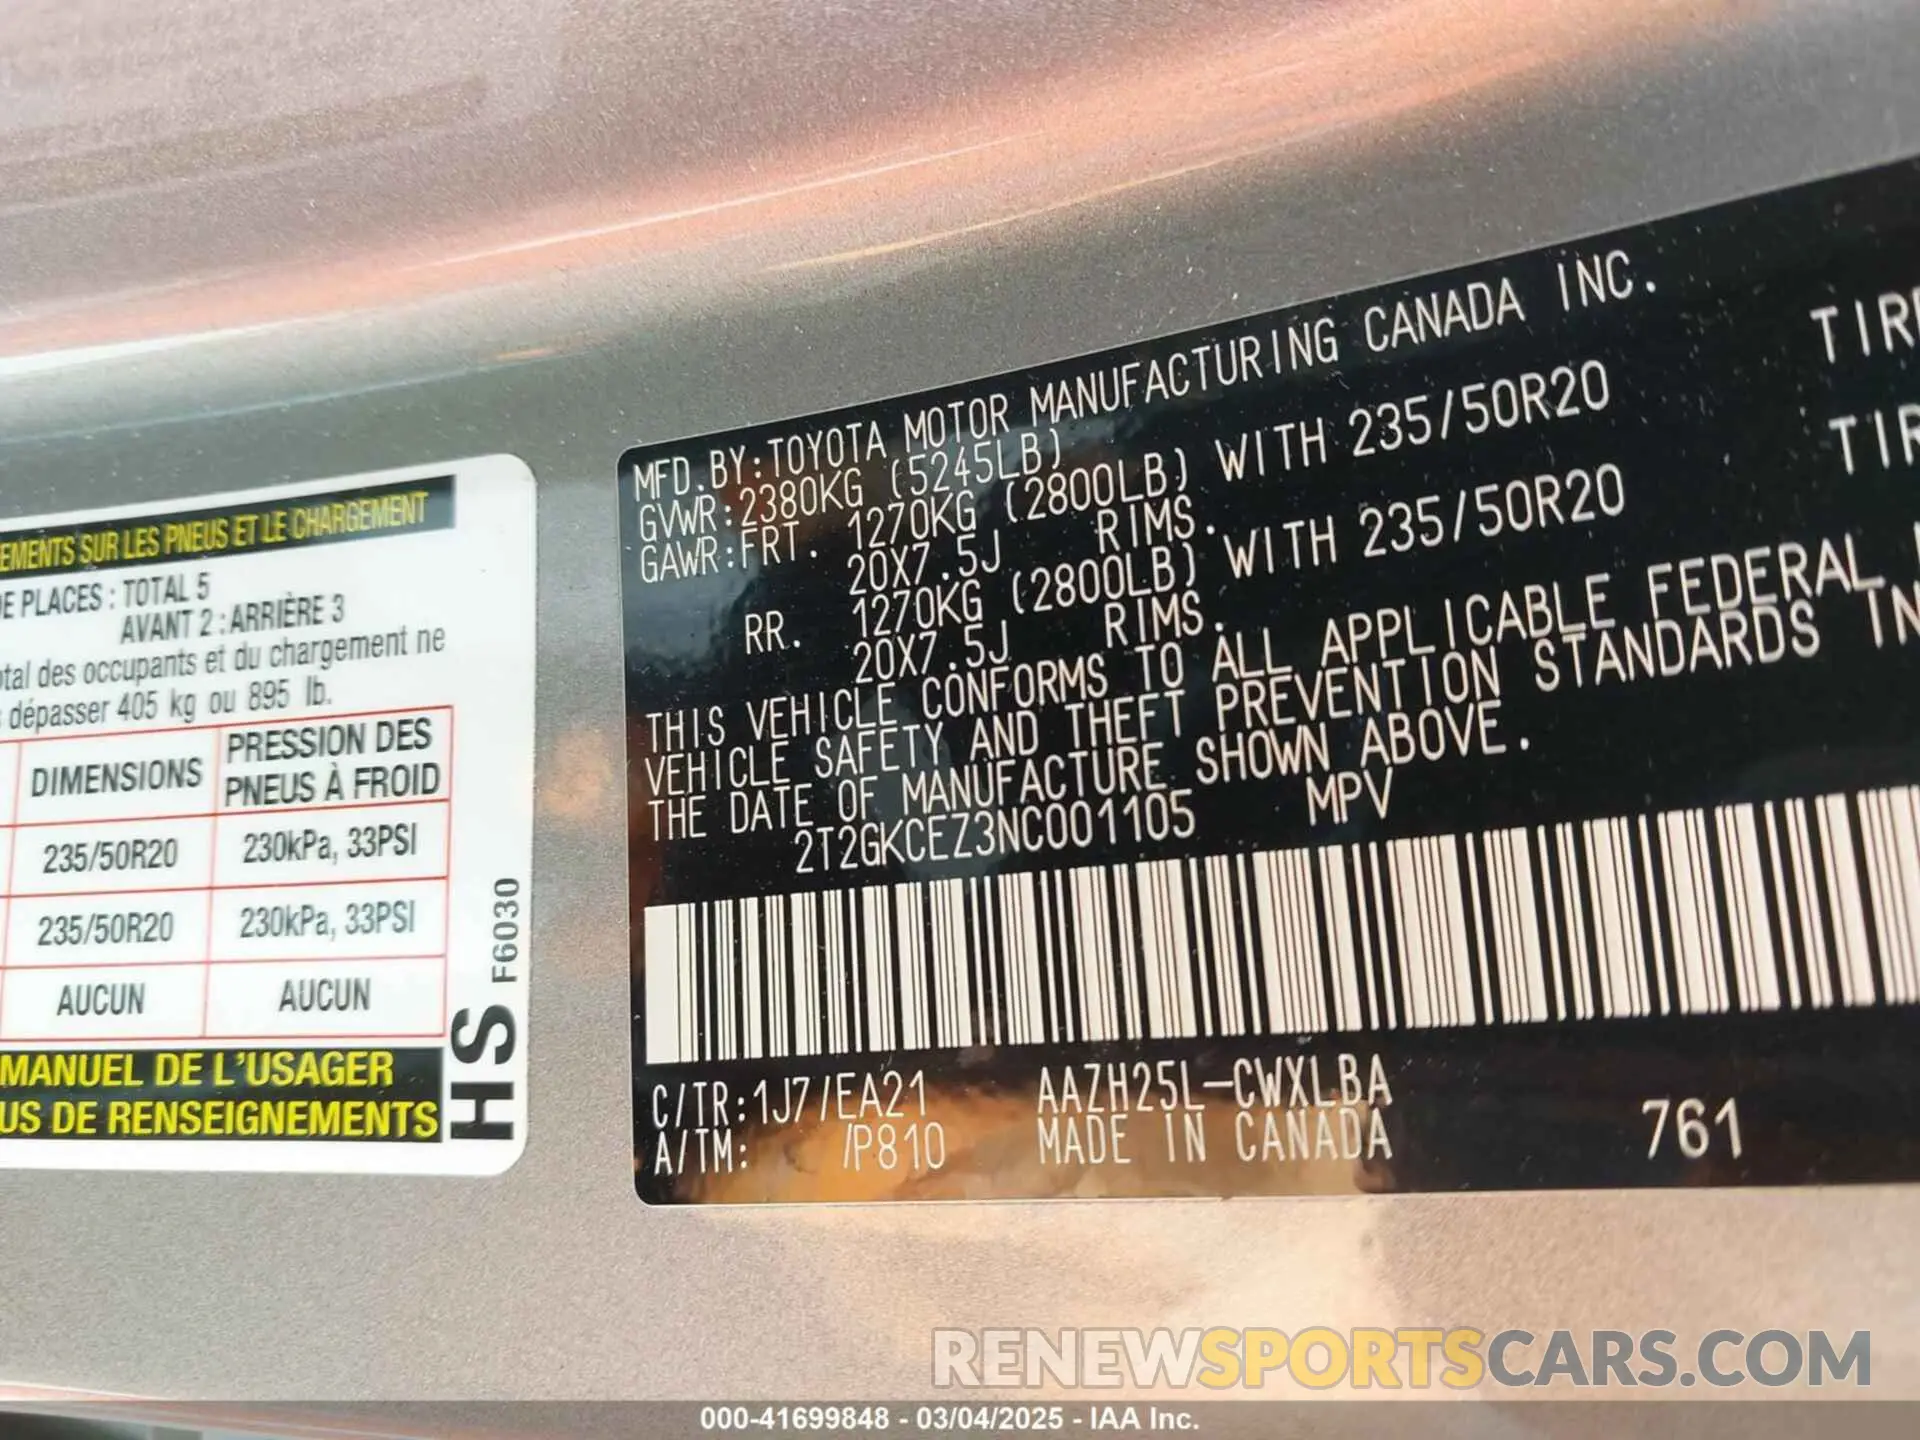 EMENTS SUR LES PNEUS ET LE CHARGEMENT
DE PLACES : TOTAL 5
AVANT 2 : ARRIÈRE 3
otal des occupants et du chargement ne
s dépasser 405 kg ou 895 lb.
DIMENSIONS PRESSION DES
PNEUS À FROID
235/50R20 230kPa, 33PSI
235/50R20 230kPa, 33PSI
AUCUN AUCUN
MANUEL DE L'USAGER
US DE RENSEIGNEMENTS
HS F6030
MFD.BY:TOYOTA MOTOR MANUFACTURING CANADA INC.
GVWR:2380KG (5245LB)
GAWR:FRT. 1270KG (2800LB) WITH 235/50R20 TIR
20X7.5J RIMS.
RR. 1270KG (2800LB) WITH 235/50R20 TIR
20X7.5J RIMS.
THIS VEHICLE CONFORMS TO ALL APPLICABLE FEDERAL
VEHICLE SAFETY AND THEFT PREVENTION STANDARDS IN
THE DATE OF MANUFACTURE SHOWN ABOVE.
2T2GKCEZ3NC001105 MPV
C/TR:1J7/EA21 AAZH25L-CWXLBA
A/TM: /P810 MADE IN CANADA 761
RENEWSPORTSCARS.COM
000-41699848 - 03/04/2025 - IAA Inc.